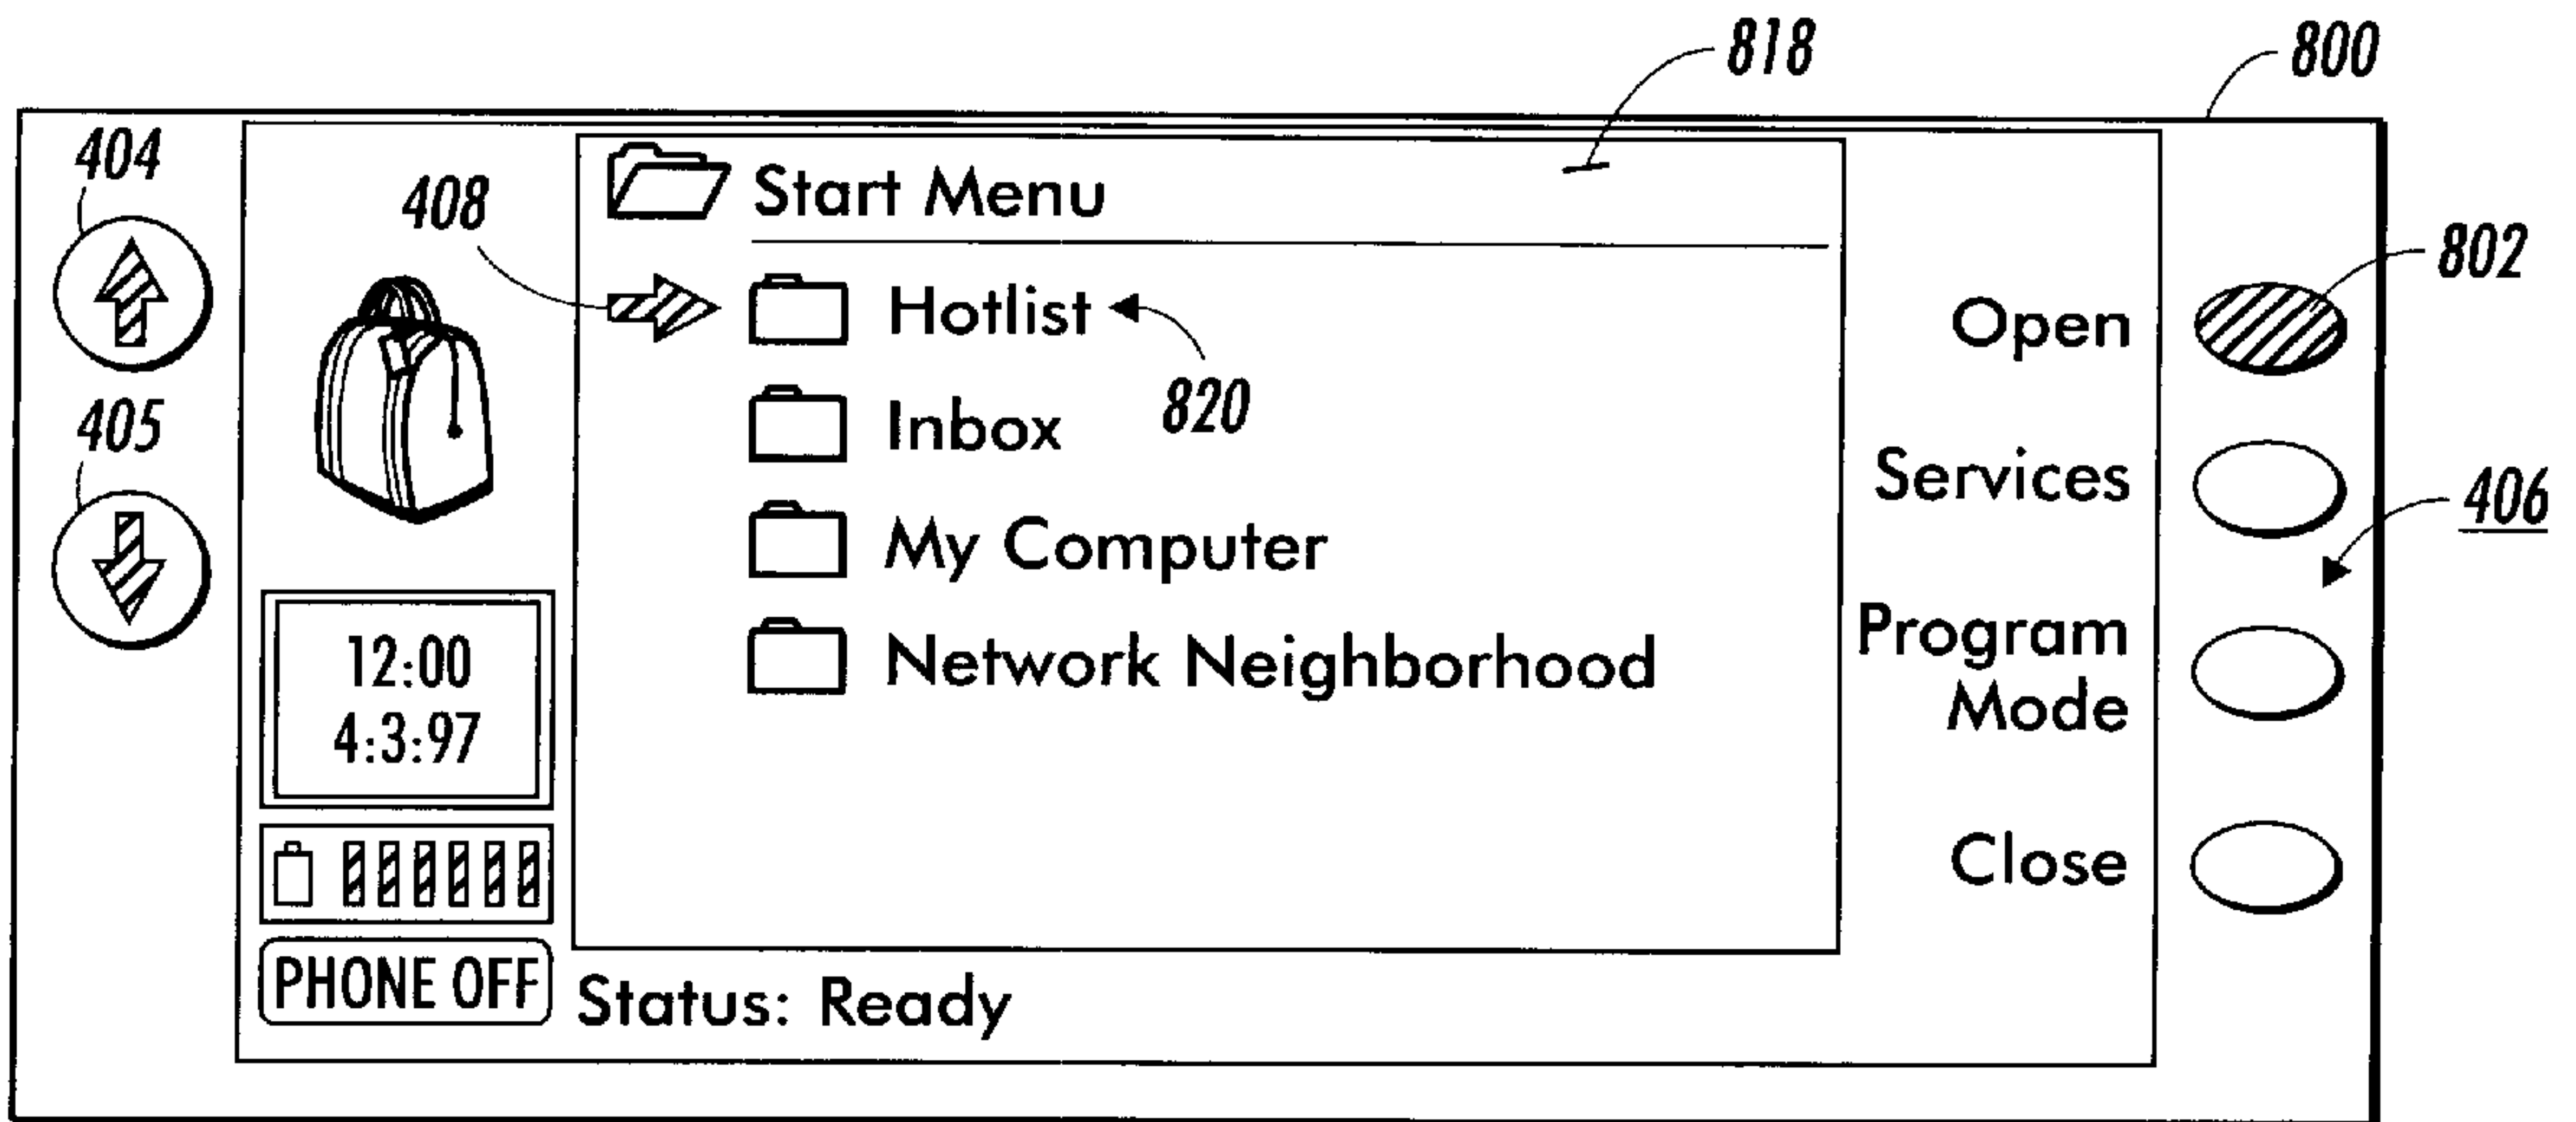 818
800
404
408
Start Menu
802
Hotlist
Open
820
405
Inbox
Services
406
My Computer
Program
Mode
Network Neighborhood
12:00
4:3:97
Close
PHONE OFF
Status: Ready